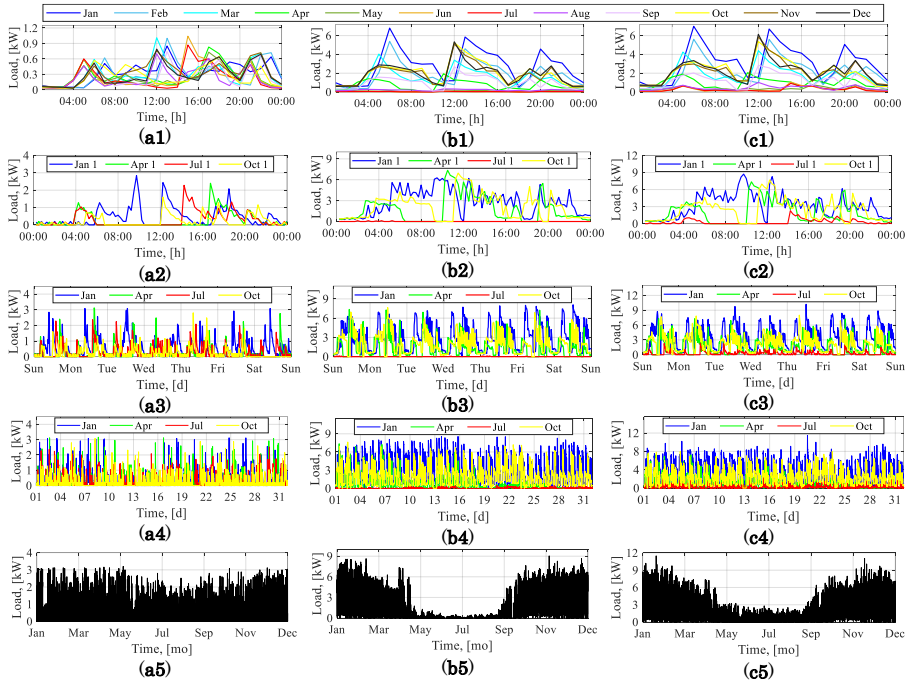 Jan Feb Mar Apr May Jun Jul Aug Sep Oct Nov Dec
Load, [kW] 1.2 0.9 0.6 0.3 0
04:00 08:00 12:00 16:00 20:00 00:00
Time, [h]
(a1)
Load, [kW] 6 4 2 0
04:00 08:00 12:00 16:00 20:00 00:00
Time, [h]
(b1)
Load, [kW] 6 4 2 0
04:00 08:00 12:00 16:00 20:00 00:00
Time, [h]
(c1)
Load, [kW] 4 3 2 1 0
Jan 1 Apr 1 Jul 1 Oct 1
00:00 04:00 08:00 12:00 16:00 20:00 00:00
Time, [h]
(a2)
Load, [kW] 9 6 3 0
Jan 1 Apr 1 Jul 1 Oct 1
00:00 04:00 08:00 12:00 16:00 20:00 00:00
Time, [h]
(b2)
Load, [kW] 12 9 6 3 0
Jan 1 Apr 1 Jul 1 Oct 1
00:00 04:00 08:00 12:00 16:00 20:00 00:00
Time, [h]
(c2)
Load, [kW] 4 3 2 1 0
Jan Apr Jul Oct
Sun Mon Tue Wed Thu Fri Sat Sun
Time, [d]
(a3)
Load, [kW] 9 6 3 0
Jan Apr Jul Oct
Sun Mon Tue Wed Thu Fri Sat Sun
Time, [d]
(b3)
Load, [kW] 12 9 6 3 0
Jan Apr Jul Oct
Sun Mon Tue Wed Thu Fri Sat Sun
Time, [d]
(c3)
Load, [kW] 4 3 2 1 0
Jan Apr Jul Oct
01 04 07 10 13 16 19 22 25 28 31
Time, [d]
(a4)
Load, [kW] 9 6 3 0
Jan Apr Jul Oct
01 04 07 10 13 16 19 22 25 28 31
Time, [d]
(b4)
Load, [kW] 12 8 4 0
Jan Apr Jul Oct
01 04 07 10 13 16 19 22 25 28 31
Time, [d]
(c4)
Load, [kW] 4 3 2 1 0
Jan Mar May Jul Sep Nov Dec
Time, [mo]
(a5)
Load, [kW] 9 6 3 0
Jan Mar May Jul Sep Nov Dec
Time, [mo]
(b5)
Load, [kW] 12 9 6 3 0
Jan Mar May Jul Sep Nov Dec
Time, [mo]
(c5)